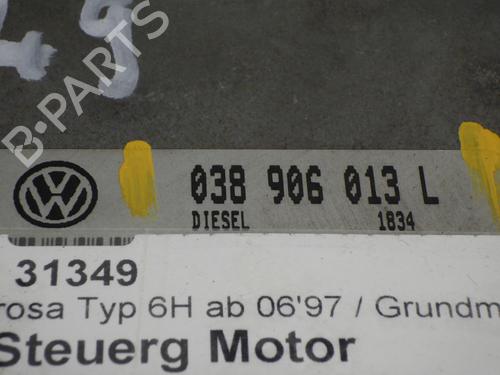 B-PARTS
038 906 013 L
DIESEL 1834
31349
rosa Typ 6H ab 06'97 / Grundm
Steuerg Motor